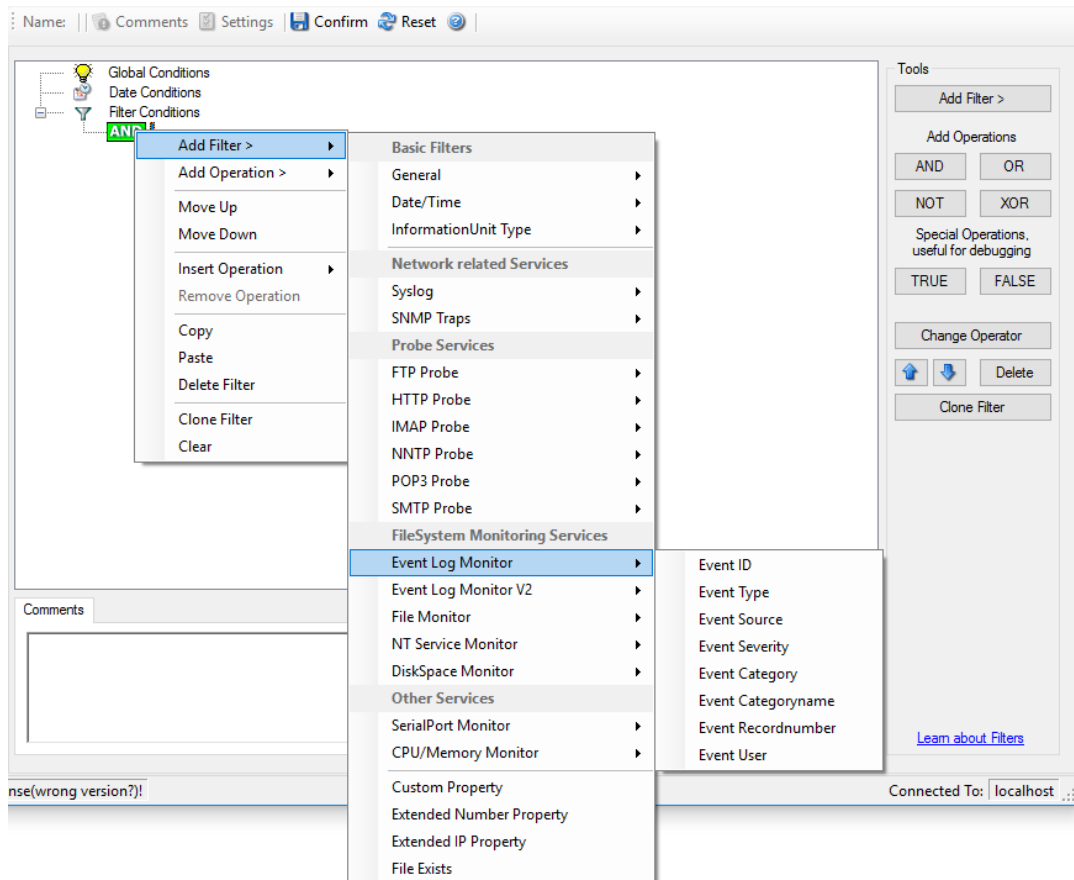 Name: Comments Settings Confirm Reset
Global Conditions
Date Conditions
Filter Conditions
AND
Add Filter >
Add Operation >
Move Up
Move Down
Insert Operation
Remove Operation
Copy
Paste
Delete Filter
Clone Filter
Clear
Basic Filters
General
Date/Time
InformationUnit Type
Network related Services
Syslog
SNMP Traps
Probe Services
FTP Probe
HTTP Probe
IMAP Probe
NNTP Probe
POP3 Probe
SMTP Probe
FileSystem Monitoring Services
Event Log Monitor
Event Log Monitor V2
File Monitor
NT Service Monitor
DiskSpace Monitor
Other Services
SerialPort Monitor
CPU/Memory Monitor
Custom Property
Extended Number Property
Extended IP Property
File Exists
Event ID
Event Type
Event Source
Event Severity
Event Category
Event Categoryname
Event Recordnumber
Event User
Tools
Add Filter >
Add Operations
AND OR
NOT XOR
Special Operations,
useful for debugging
TRUE FALSE
Change Operator
Delete
Clone Filter
Learn about Filters
Comments
nse(wrong version?)!
Connected To: localhost